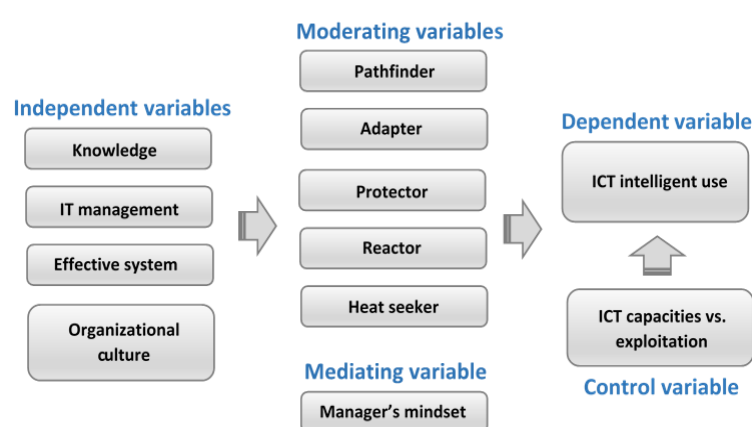 Independent variables
Knowledge
IT management
Effective system
Organizational
culture
Moderating variables
Pathfinder
Adapter
Protector
Reactor
Heat seeker
Mediating variable
Manager's mindset
Dependent variable
ICT intelligent use
ICT capacities vs.
exploitation
Control variable